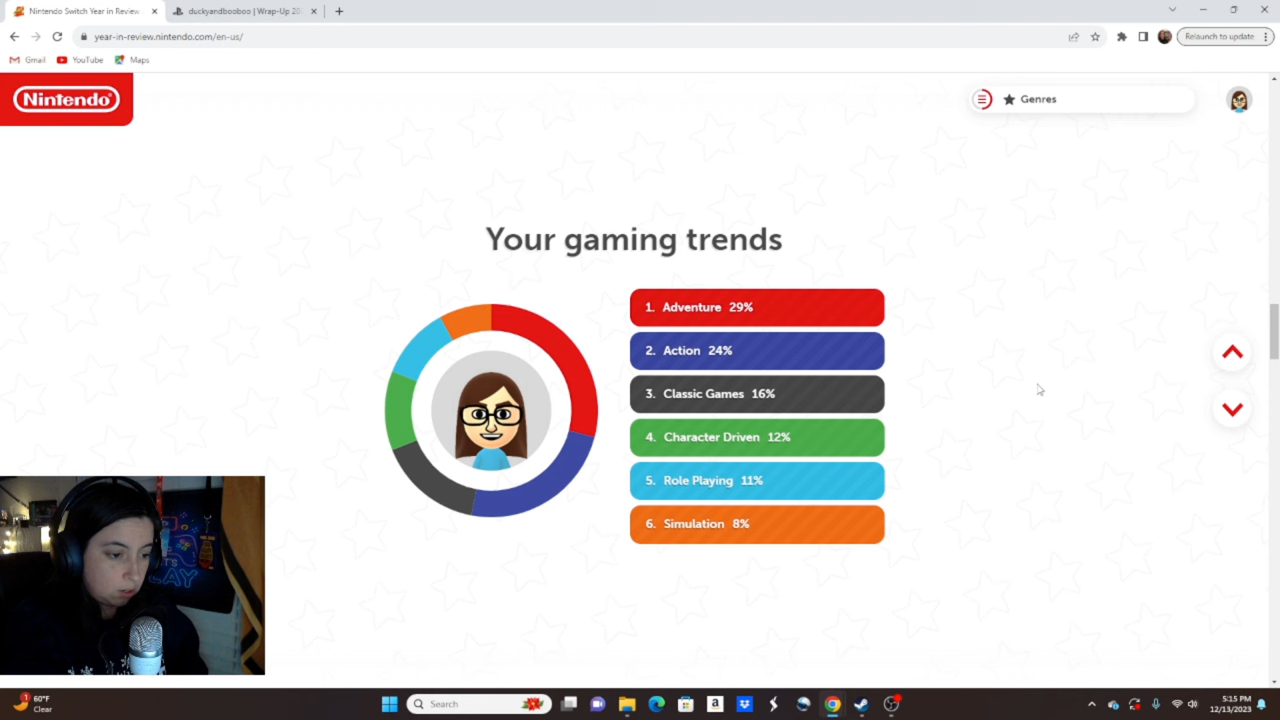 Nintendo Switch Year in Review
duckyandbooboo | Wrap-Up 20
year-in-review.nintendo.com/en-us/
Relaunch to update
Gmail
YouTube
Maps
Nintendo
Genres
Your gaming trends
1. Adventure 29%
2. Action 24%
3. Classic Games 16%
4. Character Driven 12%
5. Role Playing 11%
6. Simulation 8%
LET'S
PLAY
1
60°F
Clear
Search
5:15 PM
12/13/2023